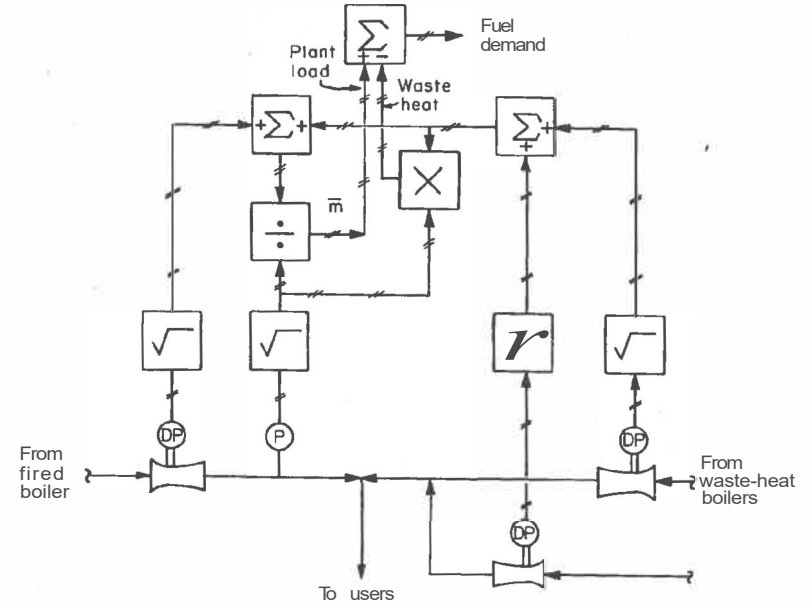 Fuel
demand
Σ
+ -
Plant
load
Waste
heat
+Σ+
Σ+
+
×
m̅
÷
√
√
r
√
DP
P
DP
From
fired
boiler
From
waste-heat
boilers
DP
To users